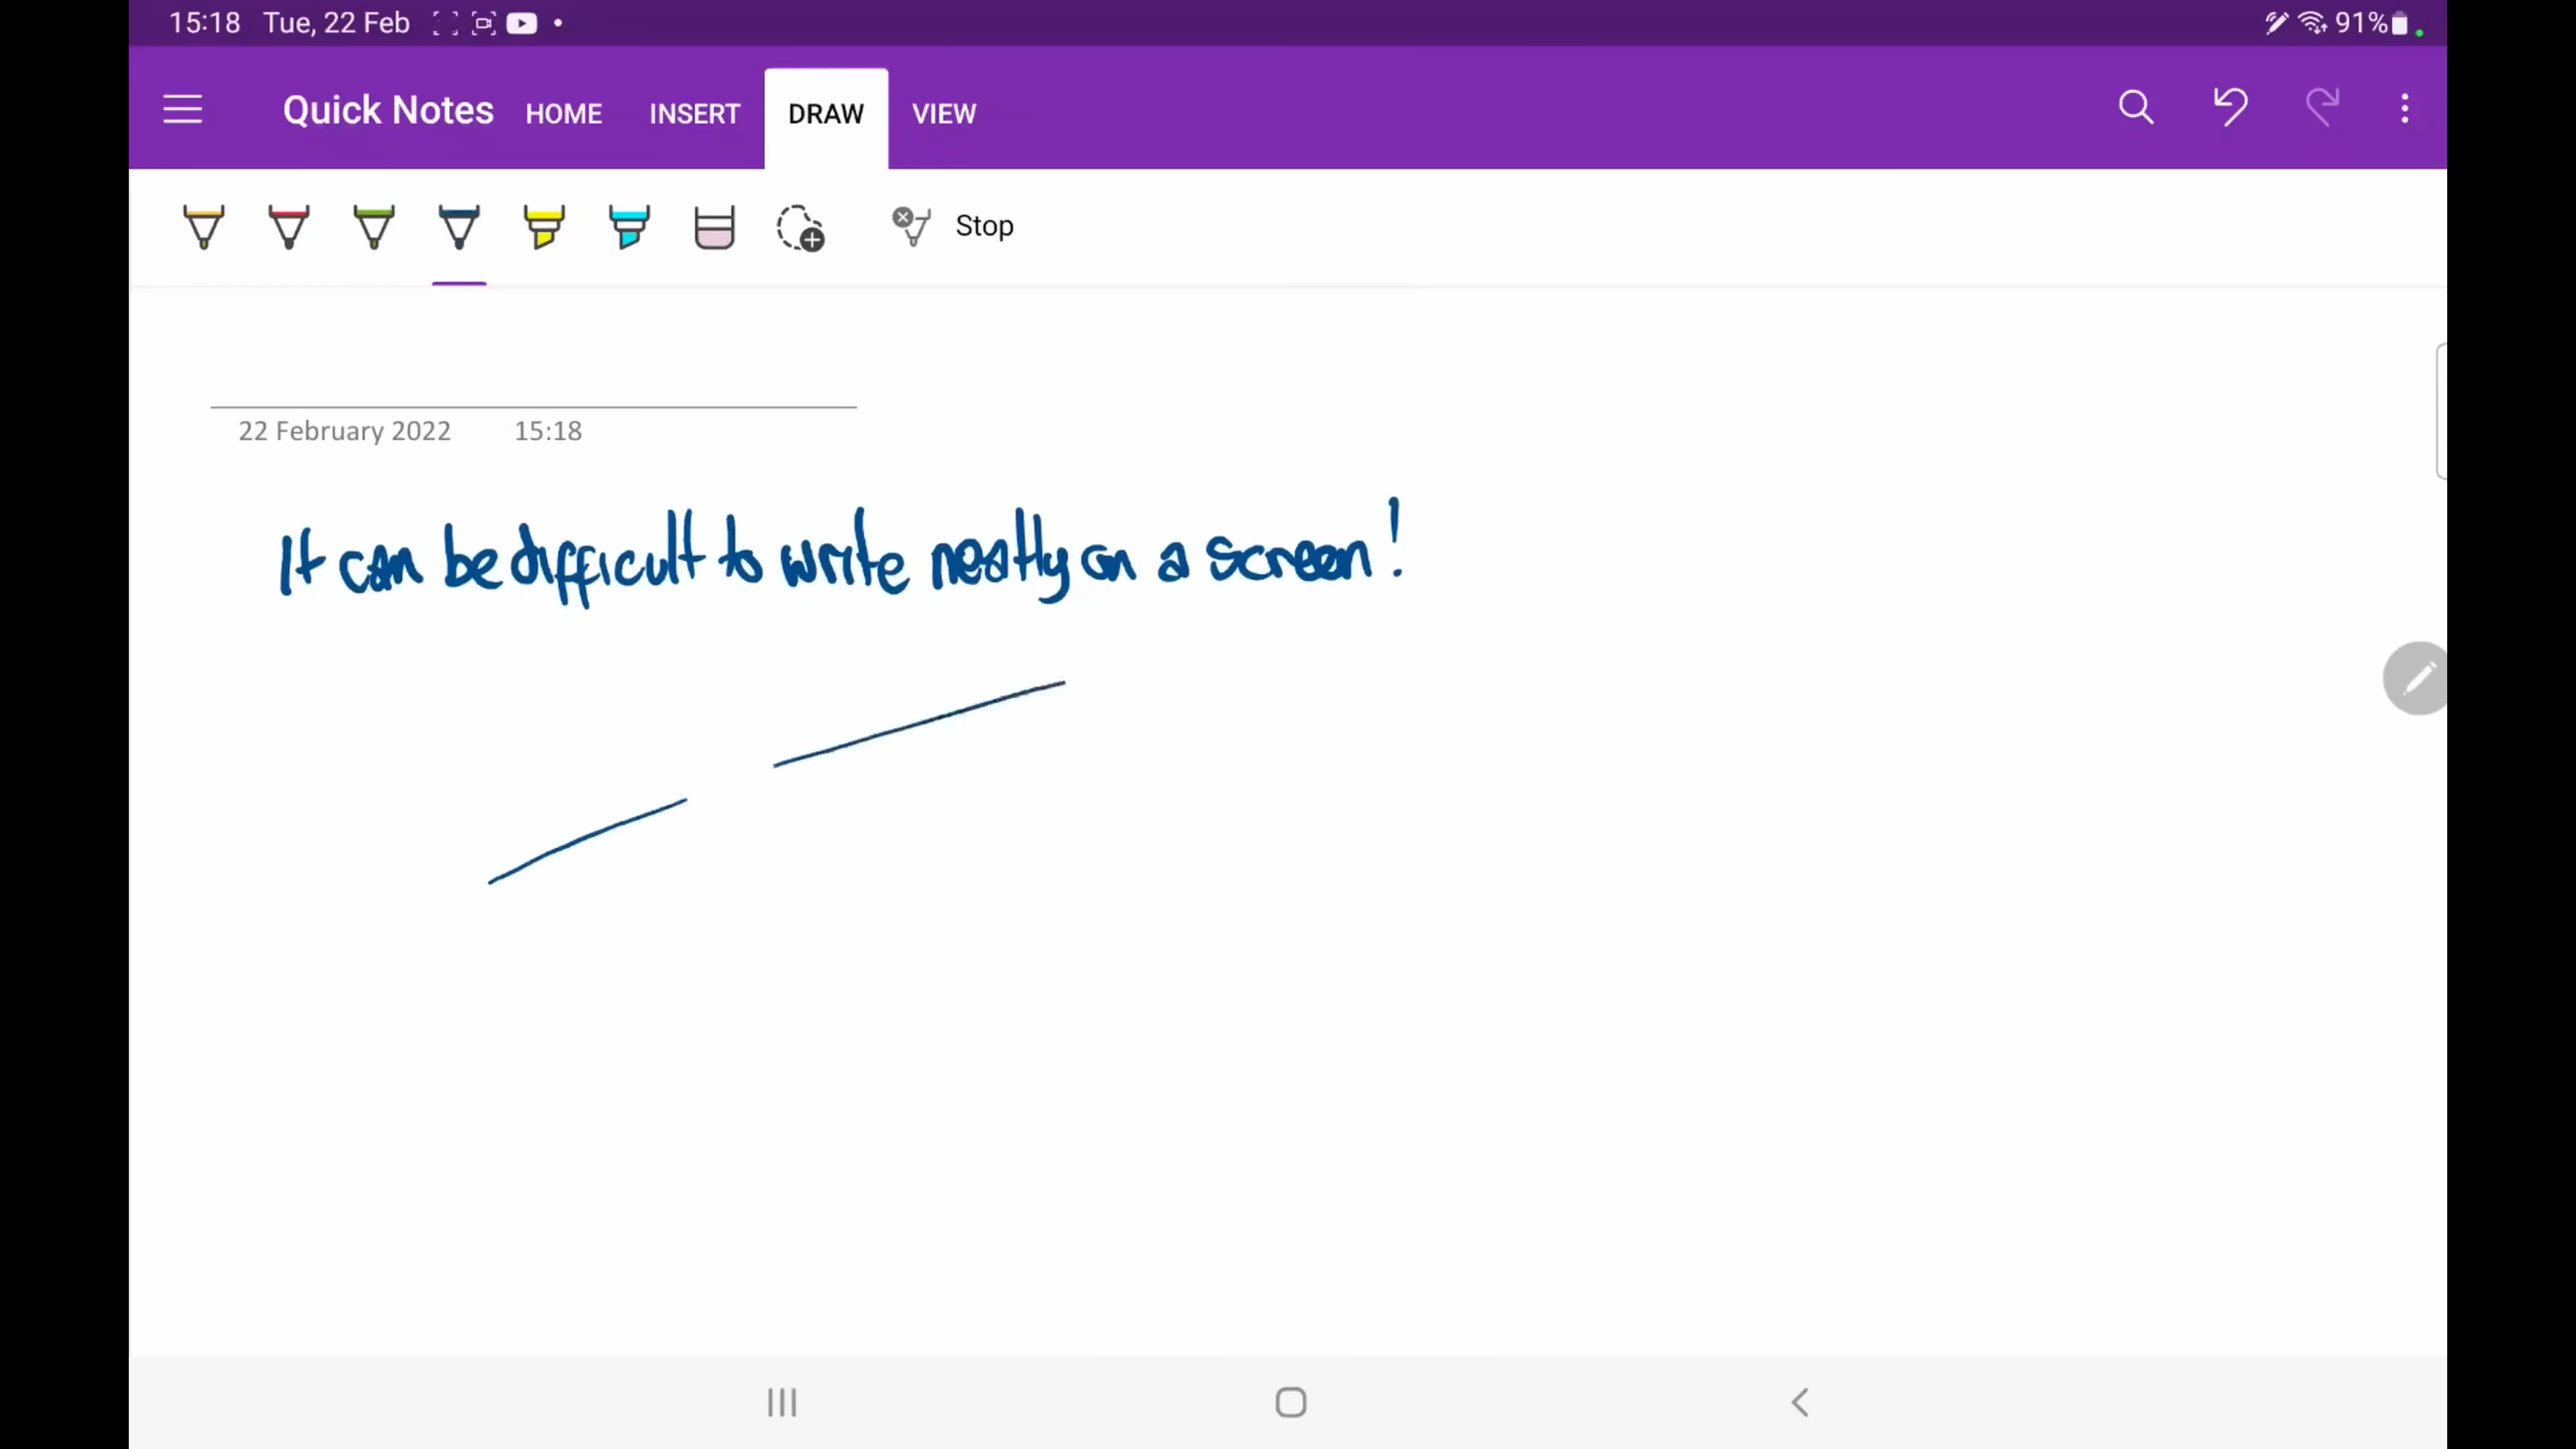 15:18 Tue, 22 Feb 91%
Quick Notes HOME INSERT DRAW VIEW
Stop
22 February 2022 15:18
It can be difficult to write neatly on a screen!